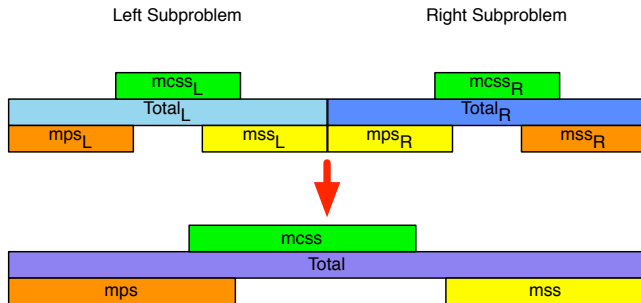 Left Subproblem Right Subproblem
mcssL mcssR
TotalL TotalR
mpsL mssL mpsR mssR
mcss
Total
mps mss